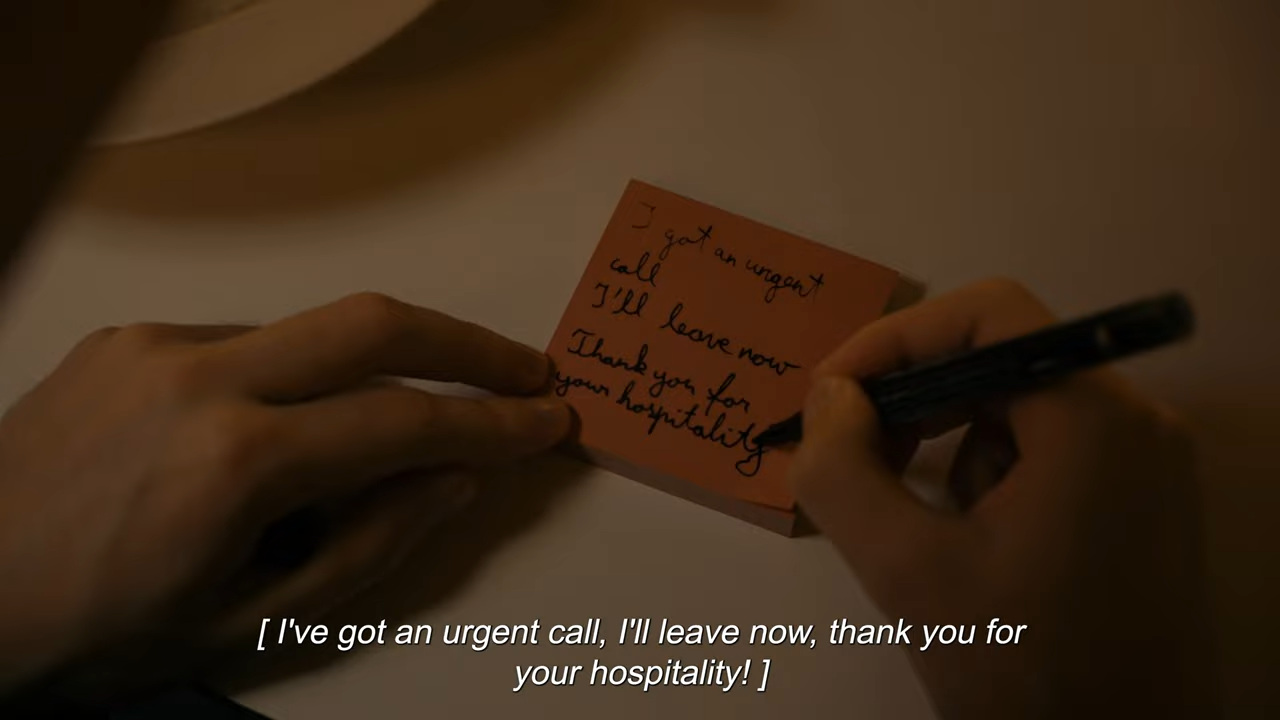 I got an urgent
call
I'll leave now
Thank you for
your hospitality
[ I've got an urgent call, I'll leave now, thank you for
your hospitality! ]